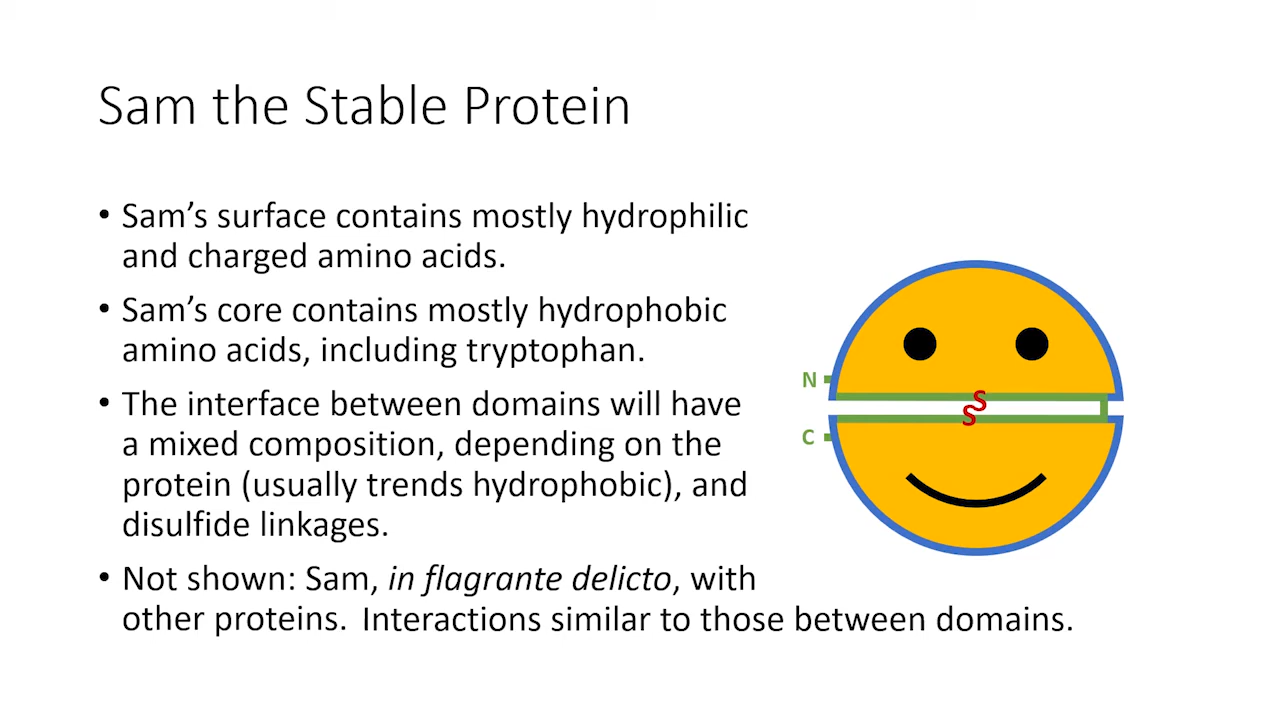 Sam the Stable Protein
• Sam’s surface contains mostly hydrophilic
and charged amino acids.
• Sam’s core contains mostly hydrophobic
amino acids, including tryptophan.
• The interface between domains will have
a mixed composition, depending on the
protein (usually trends hydrophobic), and
disulfide linkages.
• Not shown: Sam, in flagrante delicto, with
other proteins. Interactions similar to those between domains.
N
S
S
C